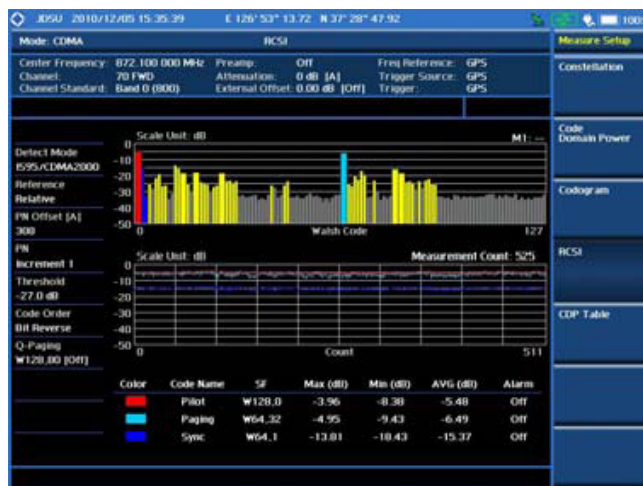 JDSU 2010/12/05 15:35:39 E 126° 53" 13.72 N 37° 28" 47.92 100%
Mode: CDMA RCSI Measure Setup
Center Frequency: 872.100 000 MHz Preamp: Off Freq Reference: GPS
Channel: 70 FWD Attenuation: 0 dB [A] Trigger Source: GPS
Channel Standard: Band 0 (800) External Offset: 0.00 dB [Off] Trigger: GPS
Constellation
Code
Domain Power
Codogram
RCSI
CDP Table
Detect Mode
IS95/CDMA2000
Reference
Relative
PN Offset [A]
300
PN
Increment 1
Threshold
-27.0 dB
Code Order
Bit Reverse
Q-Paging
W128,80 [Off]
Scale Unit: dB M1: --
0
-10
-20
-30
-40
-50
0 Walsh Code 127
Scale Unit: dB Measurement Count: 525
0
-10
-20
-30
-40
-50
0 Count 511
Color Code Name SF Max (dB) Min (dB) AVG (dB) Alarm
Pilot W128,0 -3.96 -8.38 -5.48 Off
Paging W64,32 -4.95 -9.43 -6.49 Off
Sync W64,1 -13.81 -18.43 -15.37 Off